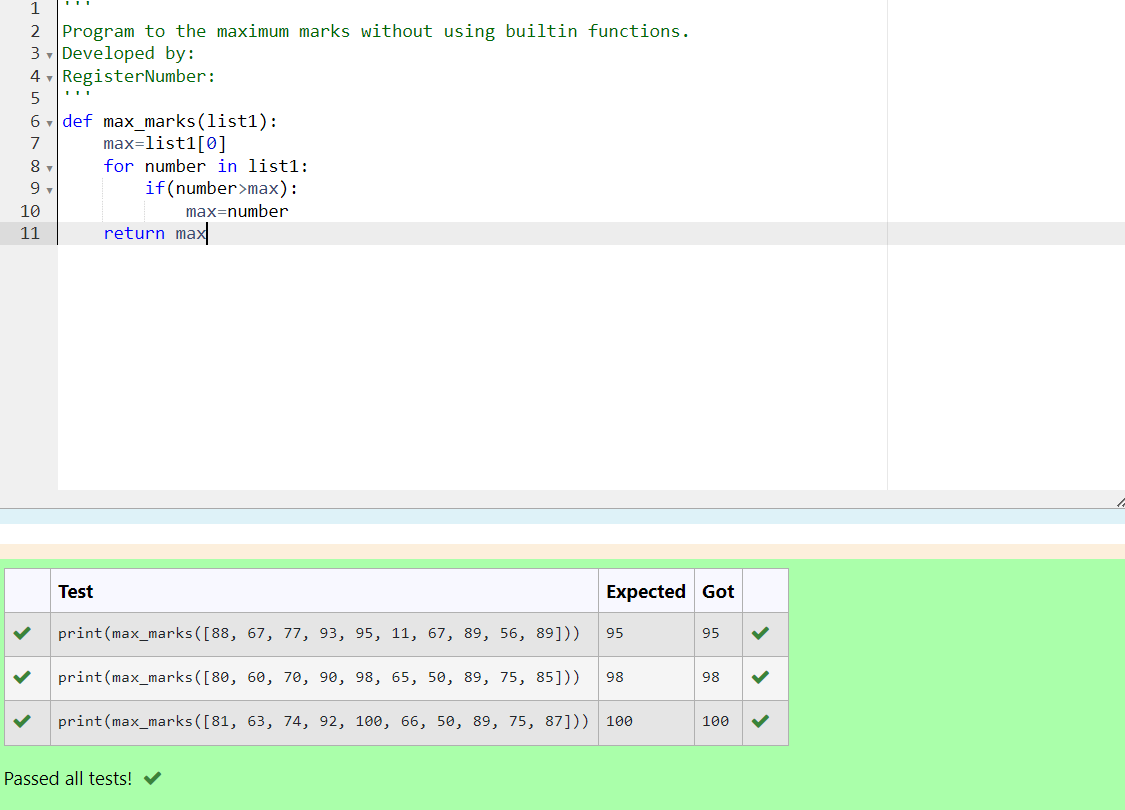 1 '''
2 Program to the maximum marks without using builtin functions.
3 Developed by:
4 RegisterNumber:
5 '''
6 def max_marks(list1):
7     max=list1[0]
8     for number in list1:
9         if(number>max):
10             max=number
11     return max
Test Expected Got
print(max_marks([88, 67, 77, 93, 95, 11, 67, 89, 56, 89])) 95 95
print(max_marks([80, 60, 70, 90, 98, 65, 50, 89, 75, 85])) 98 98
print(max_marks([81, 63, 74, 92, 100, 66, 50, 89, 75, 87])) 100 100
Passed all tests!